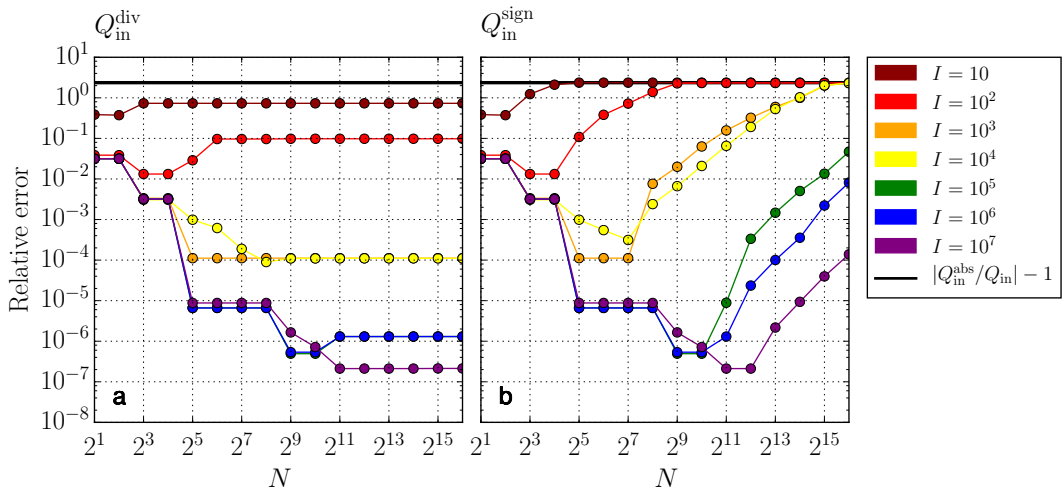 Q_in^div
Q_in^sign
Relative error
10^1
10^0
10^-1
10^-2
10^-3
10^-4
10^-5
10^-6
10^-7
10^-8
a
2^1 2^3 2^5 2^7 2^9 2^11 2^13 2^15
N
b
2^1 2^3 2^5 2^7 2^9 2^11 2^13 2^15
N
I = 10
I = 10^2
I = 10^3
I = 10^4
I = 10^5
I = 10^6
I = 10^7
|Q_in^abs/Q_in| − 1